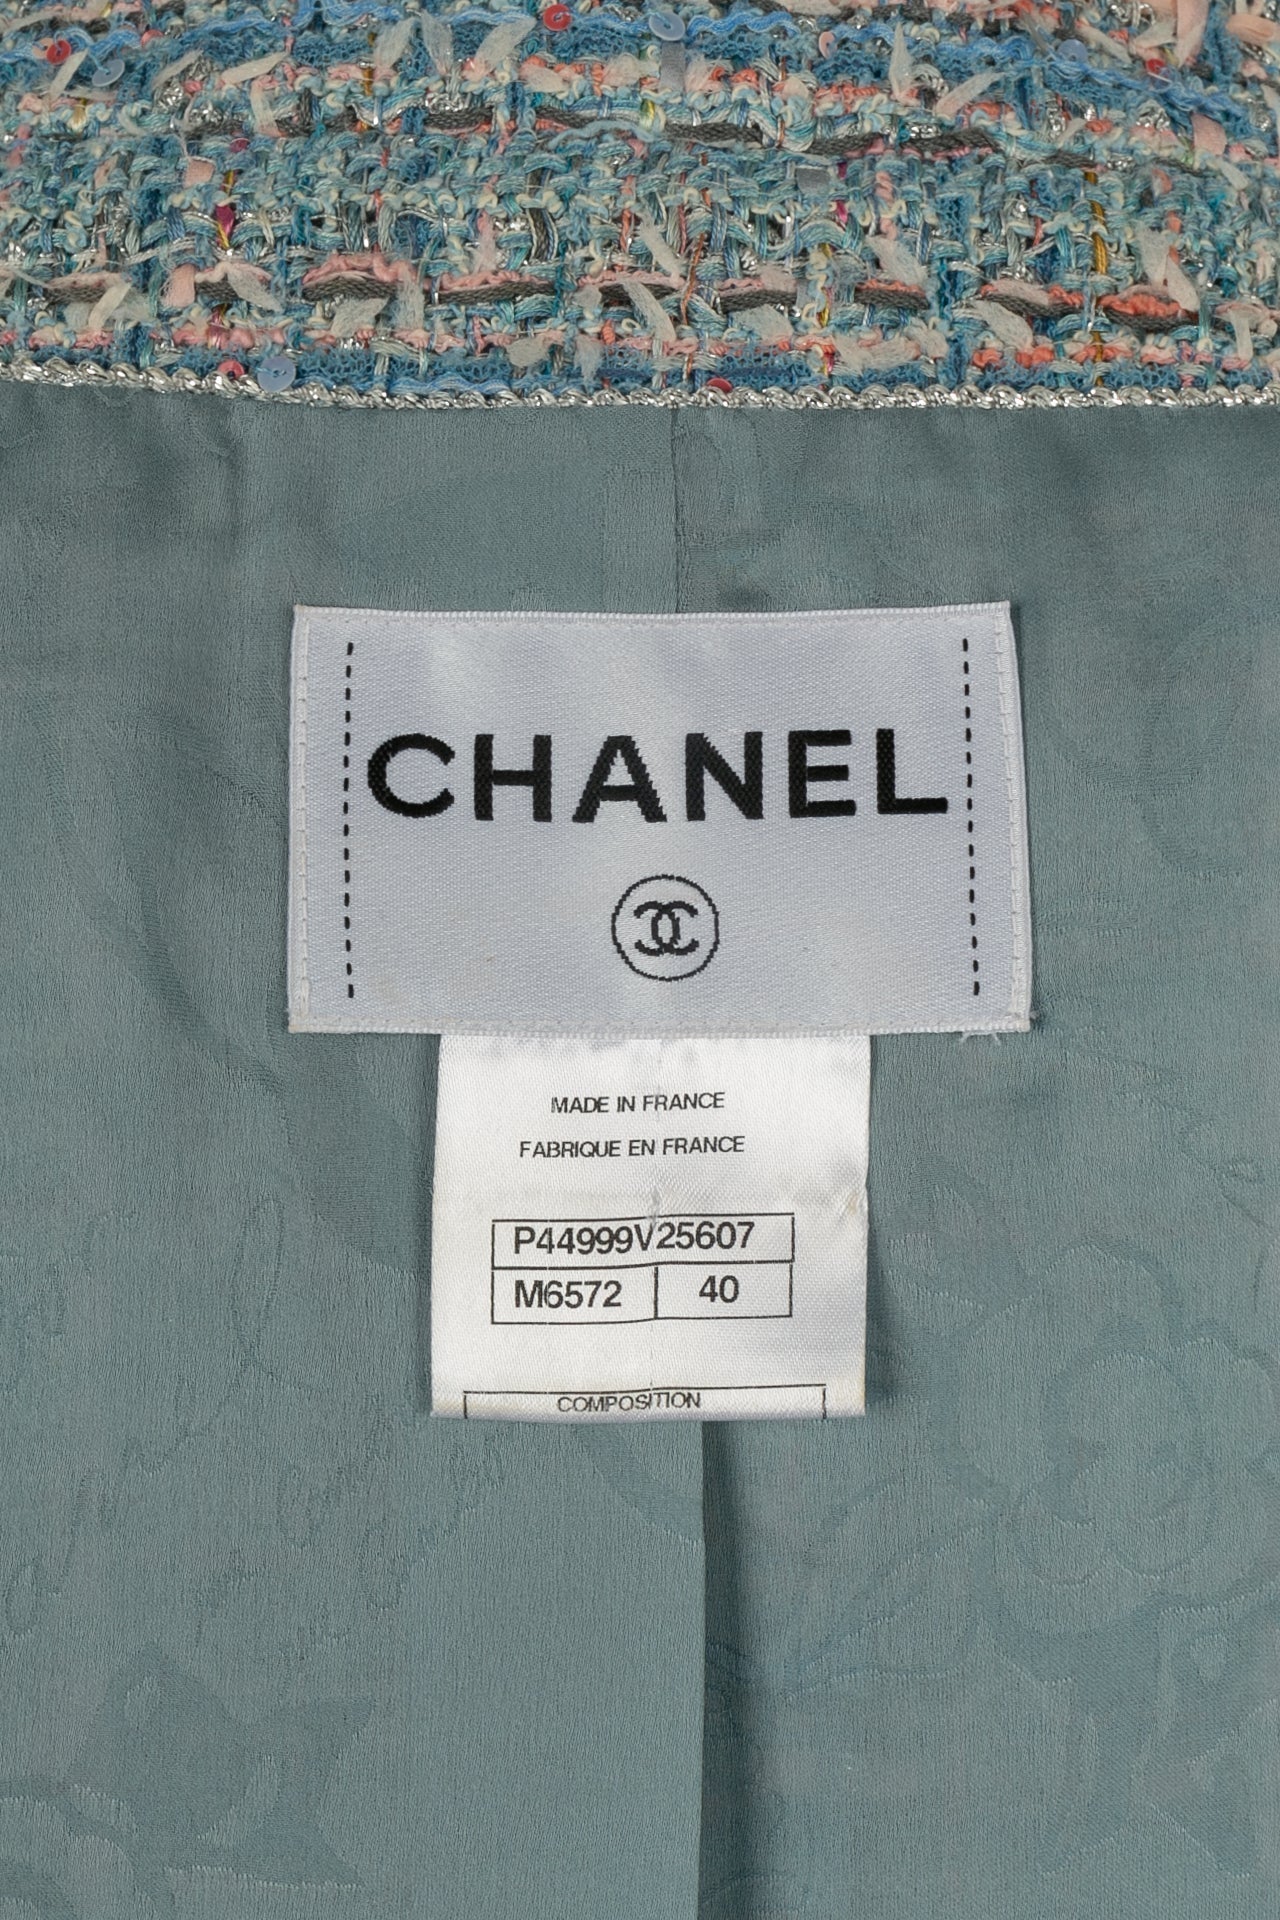 CHANEL
MADE IN FRANCE
FABRIQUE EN FRANCE
P44999V25607
M6572 40
COMPOSITION